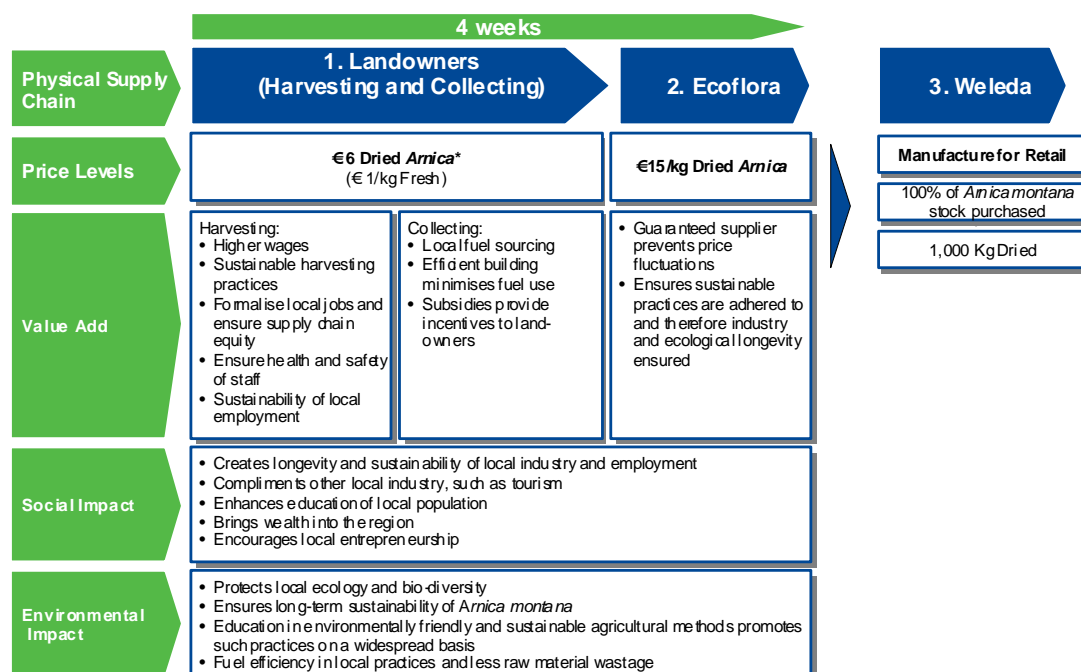 4 weeks
Physical Supply
Chain
1. Landowners
(Harvesting and Collecting)
2. Ecoflora
3. Weleda
Price Levels
€6 Dried Arnica*
(€ 1/kg Fresh)
€15/kg Dried Arnica
Manufacture for Retail
100% of Arnica montana
stock purchased
1,000 Kg Dried
Value Add
Harvesting:
• Higher wages
• Sustainable harvesting
practices
• Formalise local jobs and
ensure supply chain
equity
• Ensure health and safety
of staff
• Sustainability of local
employment
Collecting:
• Local fuel sourcing
• Efficient building
minimises fuel use
• Subsidies provide
incentives to land-
owners
• Guaranteed supplier
prevents price
fluctuations
• Ensures sustainable
practices are adhered to
and therefore industry
and ecological longevity
ensured
Social Impact
• Creates longevity and sustainability of local industry and employment
• Compliments other local industry, such as tourism
• Enhances education of local population
• Brings wealth into the region
• Encourages local entrepreneurship
Environmental
Impact
• Protects local ecology and bio-diversity
• Ensures long-term sustainability of Arnica montana
• Education in environmentally friendly and sustainable agricultural methods promotes
such practices on a widespread basis
• Fuel efficiency in local practices and less raw material wastage